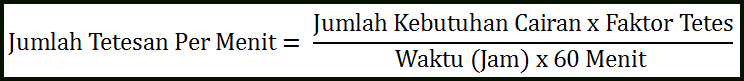 Jumlah Tetesan Per Menit = Jumlah Kebutuhan Cairan x Faktor Tetes
Waktu (Jam) x 60 Menit